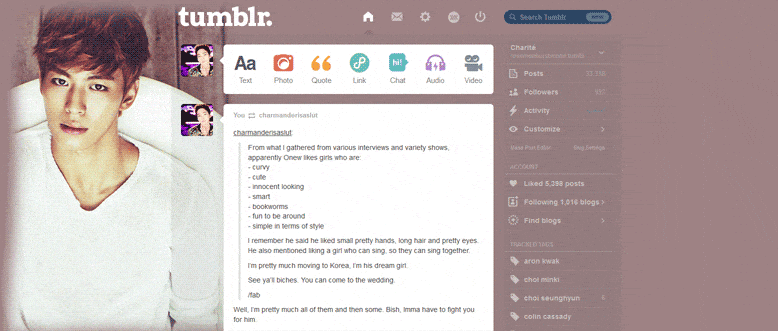 tumblr.
Search Tumblr
Aa
hi!
Text Photo Quote Link Chat Audio Video
You charmanderisaslut
charmanderisaslut:
From what I gathered from various interviews and variety shows,
apparently Onew likes girls who are:
- curvy
- cute
- innocent looking
- smart
- bookworms
- fun to be around
- simple in terms of style
I remember he said he liked small pretty hands, long hair and pretty eyes.
He also mentioned liking a girl who can sing, so they can sing together.
I'm pretty much moving to Korea, I'm his dream girl.
See ya'll biches. You can come to the wedding.
/fab
Well, I'm pretty much all of them and then some. Bish, Imma have to fight you
for him.
Charité
Posts
Followers
Activity
Customize
ACCOUNT
Liked 5,288 posts
Following 1,016 blogs
Find blogs
TRACKED TAGS
aron kwak
choi minki
choi seunghyun
colin cassady